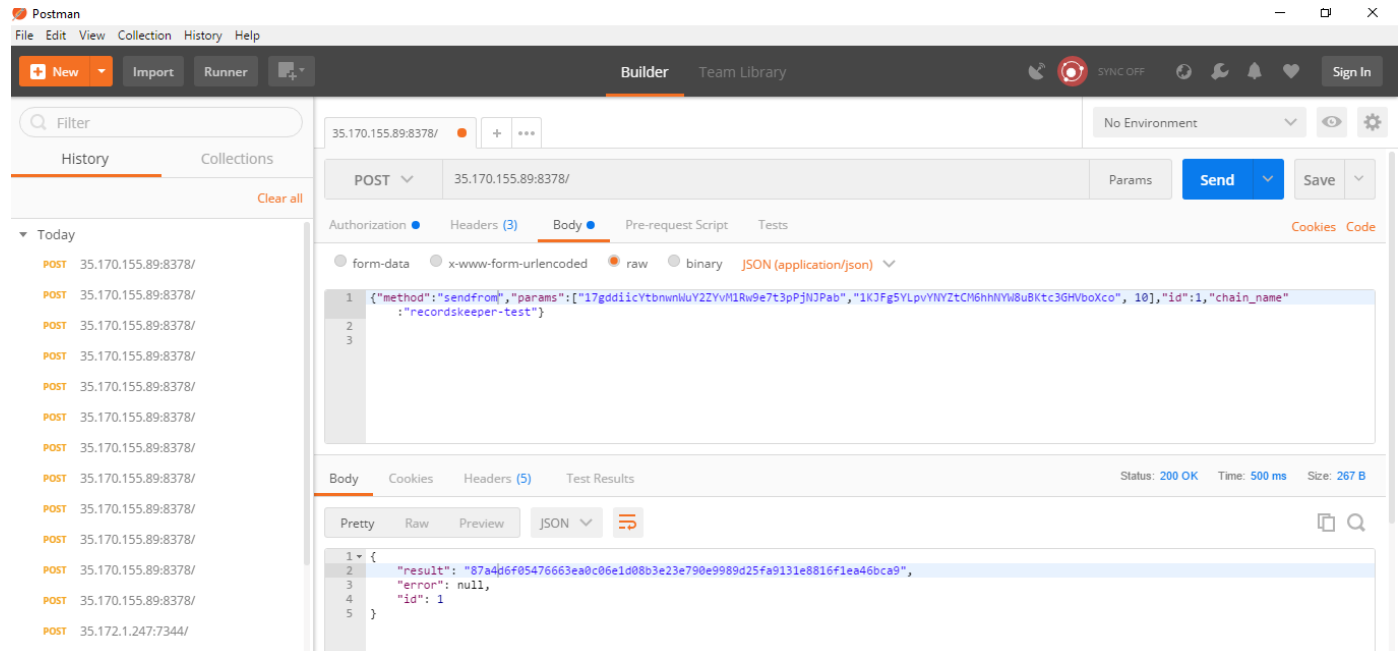 Postman
File Edit View Collection History Help
New Import Runner Builder Team Library SYNC OFF Sign In
Filter
History Collections
Clear all
Today
POST 35.170.155.89:8378/
POST 35.170.155.89:8378/
POST 35.170.155.89:8378/
POST 35.170.155.89:8378/
POST 35.170.155.89:8378/
POST 35.170.155.89:8378/
POST 35.170.155.89:8378/
POST 35.170.155.89:8378/
POST 35.170.155.89:8378/
POST 35.170.155.89:8378/
POST 35.170.155.89:8378/
POST 35.170.155.89:8378/
POST 35.172.1.247:7344/
35.170.155.89:8378/ + •••
No Environment
POST 35.170.155.89:8378/ Params Send Save
Authorization Headers (3) Body Pre-request Script Tests Cookies Code
form-data x-www-form-urlencoded raw binary JSON (application/json)
1 {"method":"sendfrom","params":["17gddiicYtbnwnWuY2ZYvM1Rw9e7t3pPjNJPab","1KJFg5YLpvYNYZtCM6hhNYW8uBKtc3GHVboXco", 10],"id":1,"chain_name"
:"recordskeeper-test"}
2
3
Body Cookies Headers (5) Test Results Status: 200 OK Time: 500 ms Size: 267 B
Pretty Raw Preview JSON
1 {
2 "result": "87a4d6f05476663ea0c06e1d08b3e23e790e9989d25fa9131e8816f1ea46bca9",
3 "error": null,
4 "id": 1
5 }